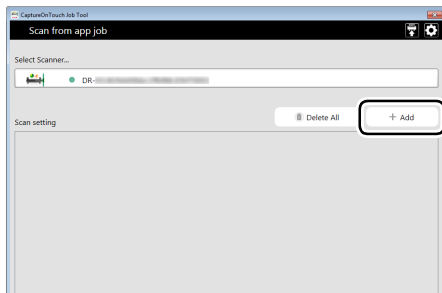 CaptureOnTouch Job Tool
Scan from app job
Select Scanner...
DR-
Delete All
+ Add
Scan setting